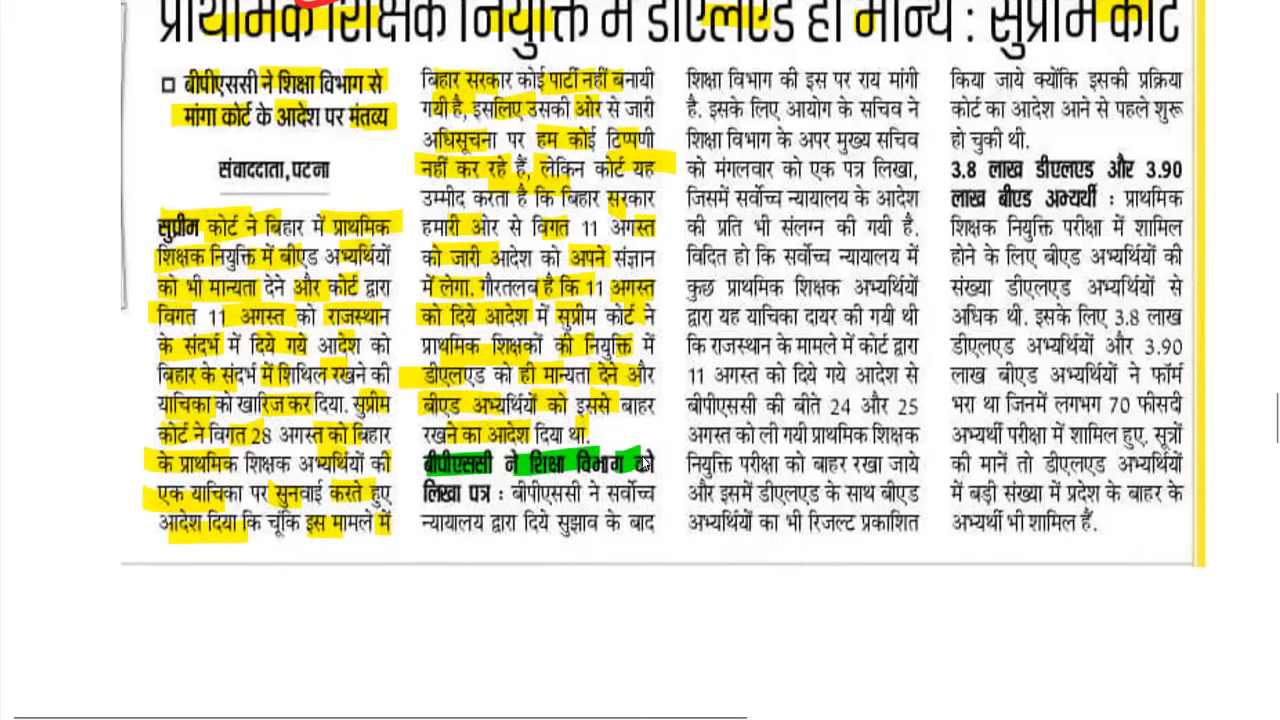 प्राथमिक शिक्षक नियुक्ति में डीएलएड ही मान्य : सुप्रीम कोर्ट
बीपीएससी ने शिक्षा विभाग से
मांगा कोर्ट के आदेश पर मंतव्य
संवाददाता, पटना
सुप्रीम कोर्ट ने बिहार में प्राथमिक
शिक्षक नियुक्ति में बीएड अभ्यर्थियों
को भी मान्यता देने और कोर्ट द्वारा
विगत 11 अगस्त को राजस्थान
के संदर्भ में दिये गये आदेश को
बिहार के संदर्भ में शिथिल रखने की
याचिका को खारिज कर दिया. सुप्रीम
कोर्ट ने विगत 28 अगस्त को बिहार
के प्राथमिक शिक्षक अभ्यर्थियों की
एक याचिका पर सुनवाई करते हुए
आदेश दिया कि चूंकि इस मामले में
बिहार सरकार कोई पार्टी नहीं बनायी
गयी है, इसलिए उसकी ओर से जारी
अधिसूचना पर हम कोई टिप्पणी
नहीं कर रहे हैं, लेकिन कोर्ट यह
उम्मीद करता है कि बिहार सरकार
हमारी ओर से विगत 11 अगस्त
को जारी आदेश को अपने संज्ञान
में लेगा. गौरतलब है कि 11 अगस्त
को दिये आदेश में सुप्रीम कोर्ट ने
प्राथमिक शिक्षकों की नियुक्ति में
डीएलएड को ही मान्यता देने और
बीएड अभ्यर्थियों को इससे बाहर
रखने का आदेश दिया था.
बीपीएससी ने शिक्षा विभाग को
लिखा पत्र : बीपीएससी ने सर्वोच्च
न्यायालय द्वारा दिये सुझाव के बाद
शिक्षा विभाग की इस पर राय मांगी
है. इसके लिए आयोग के सचिव ने
शिक्षा विभाग के अपर मुख्य सचिव
को मंगलवार को एक पत्र लिखा,
जिसमें सर्वोच्च न्यायालय के आदेश
की प्रति भी संलग्न की गयी है.
विदित हो कि सर्वोच्च न्यायालय में
कुछ प्राथमिक शिक्षक अभ्यर्थियों
द्वारा यह याचिका दायर की गयी थी
कि राजस्थान के मामले में कोर्ट द्वारा
11 अगस्त को दिये गये आदेश से
बीपीएससी की बीते 24 और 25
अगस्त को ली गयी प्राथमिक शिक्षक
नियुक्ति परीक्षा को बाहर रखा जाये
और इसमें डीएलएड के साथ बीएड
अभ्यर्थियों का भी रिजल्ट प्रकाशित
किया जाये क्योंकि इसकी प्रक्रिया
कोर्ट का आदेश आने से पहले शुरू
हो चुकी थी.
3.8 लाख डीएलएड और 3.90
लाख बीएड अभ्यर्थी : प्राथमिक
शिक्षक नियुक्ति परीक्षा में शामिल
होने के लिए बीएड अभ्यर्थियों की
संख्या डीएलएड अभ्यर्थियों से
अधिक थी. इसके लिए 3.8 लाख
डीएलएड अभ्यर्थियों और 3.90
लाख बीएड अभ्यर्थियों ने फॉर्म
भरा था जिनमें लगभग 70 फीसदी
अभ्यर्थी परीक्षा में शामिल हुए. सूत्रों
की मानें तो डीएलएड अभ्यर्थियों
में बड़ी संख्या में प्रदेश के बाहर के
अभ्यर्थी भी शामिल हैं.